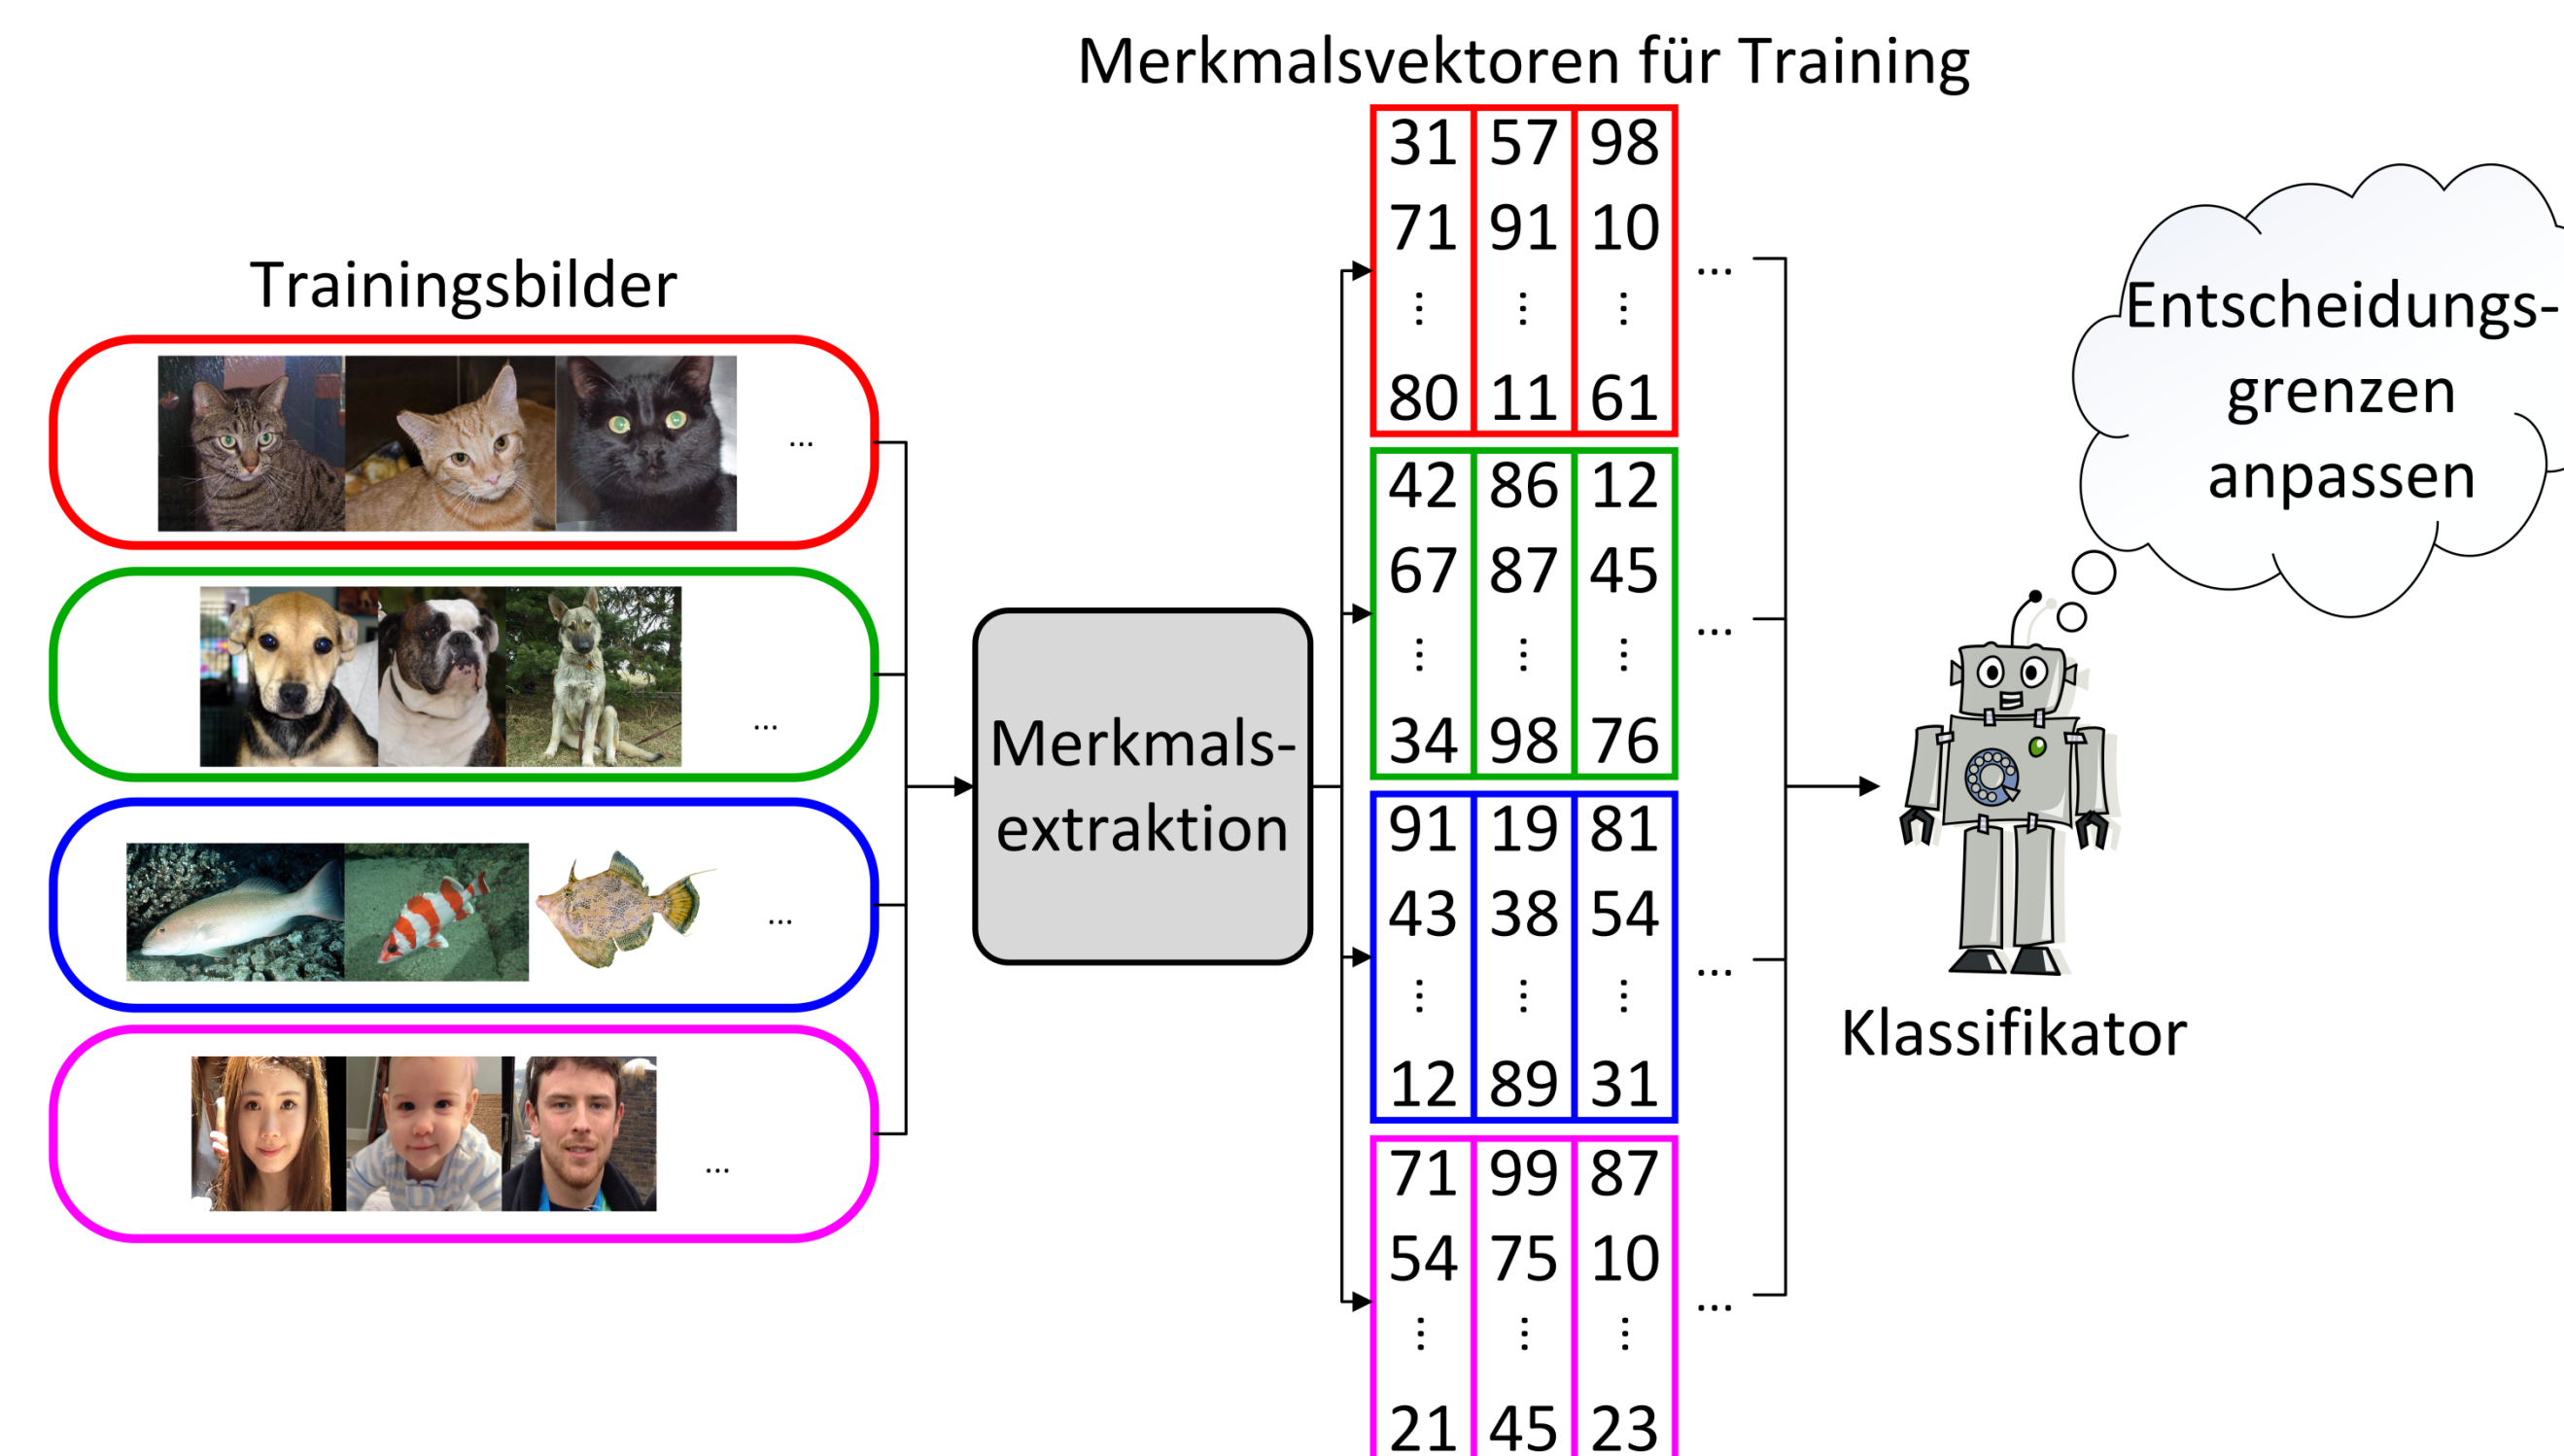 Merkmalsvektoren für Training
Trainingsbilder
...
...
...
...
Merkmals-
extraktion
31 57 98
71 91 10
⋮ ⋮ ⋮
80 11 61
...
42 86 12
67 87 45
⋮ ⋮ ⋮
34 98 76
...
91 19 81
43 38 54
⋮ ⋮ ⋮
12 89 31
...
71 99 87
54 75 10
⋮ ⋮ ⋮
21 45 23
...
Entscheidungs-
grenzen
anpassen
Klassifikator